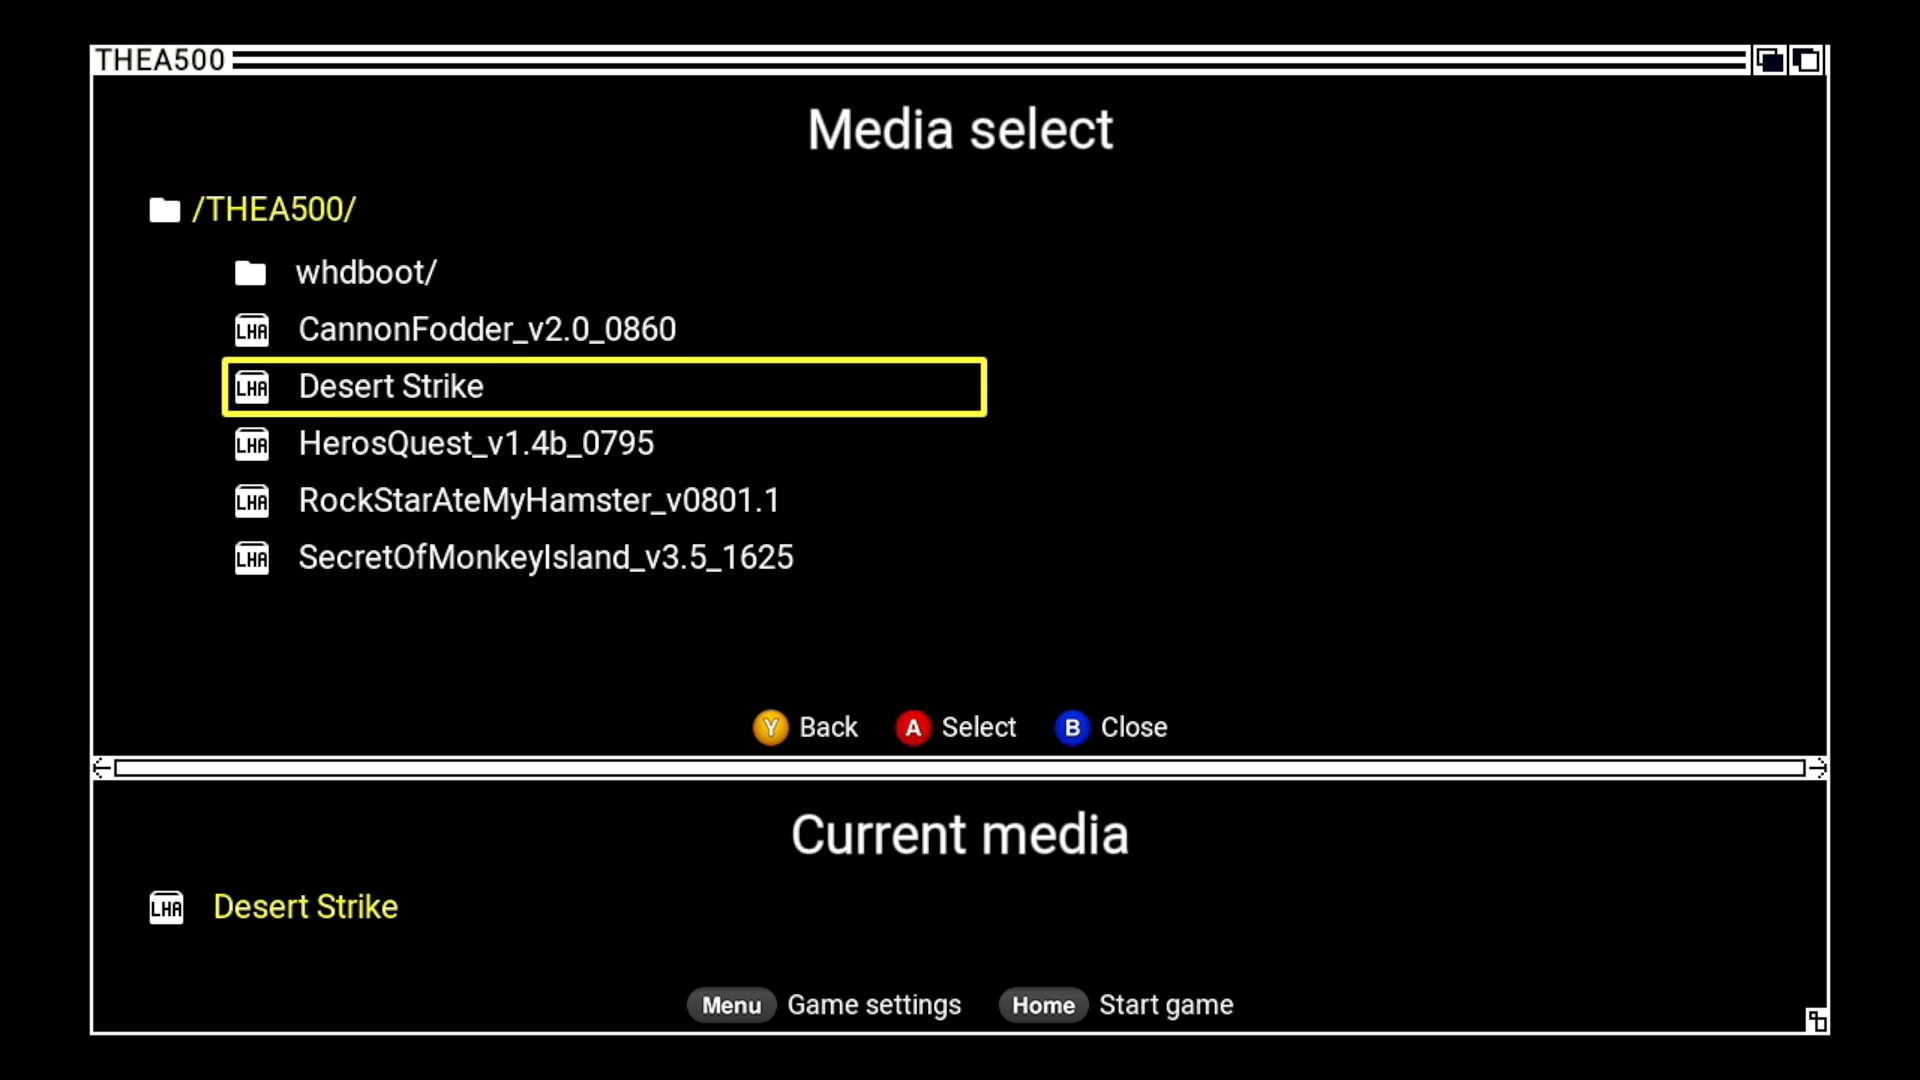 THEA500
Media select
/THEA500/
whdboot/
LHA CannonFodder_v2.0_0860
LHA Desert Strike
LHA HerosQuest_v1.4b_0795
LHA RockStarAteMyHamster_v0801.1
LHA SecretOfMonkeyIsland_v3.5_1625
Y Back A Select B Close
Current media
LHA Desert Strike
Menu Game settings Home Start game